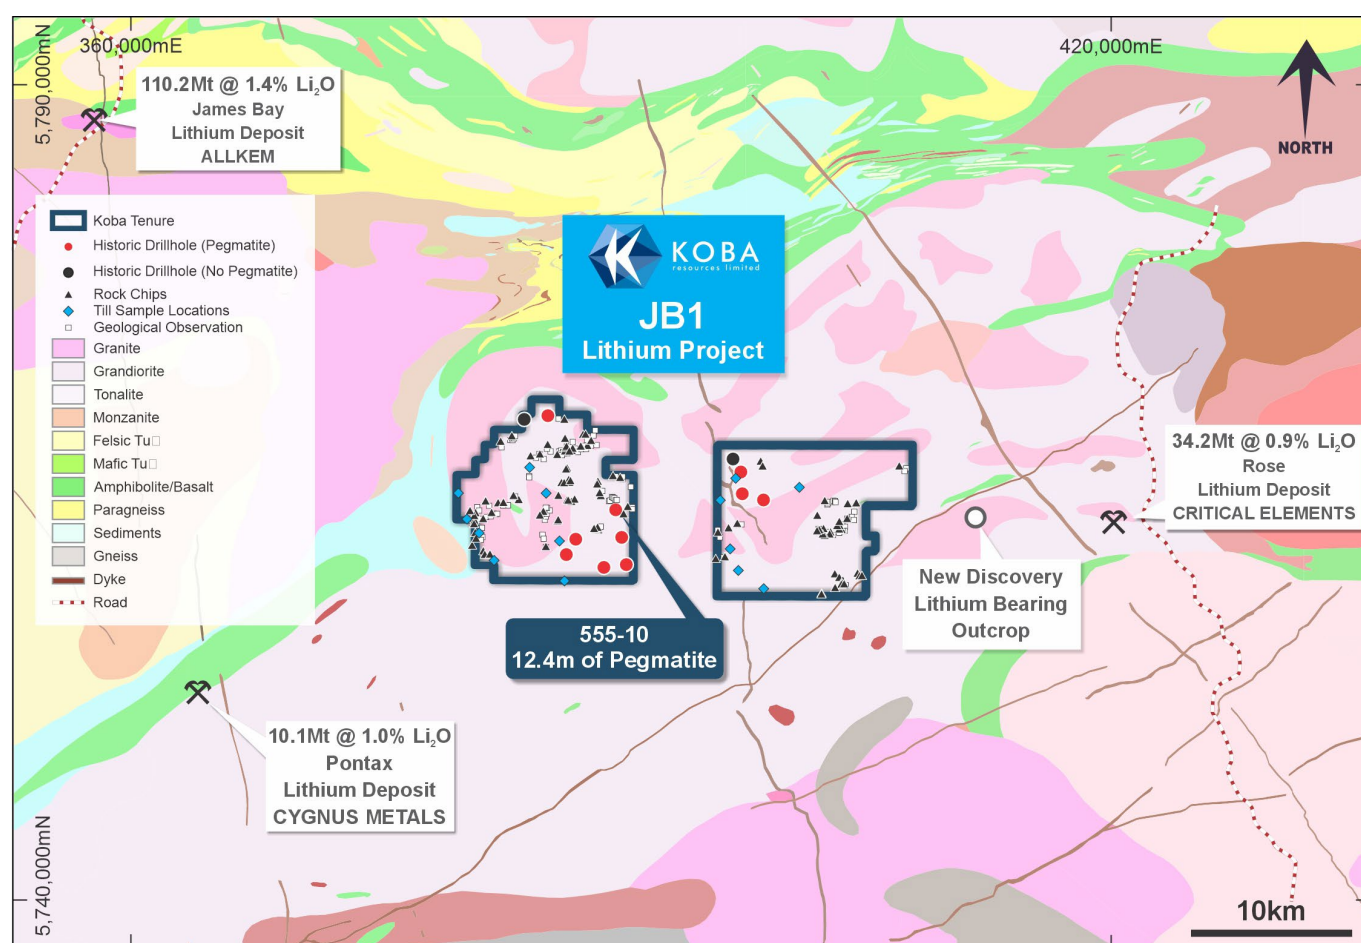 360,000mE
420,000mE
5,790,000mN
110.2Mt @ 1.4% Li₂O
James Bay
Lithium Deposit
ALLKEM
NORTH
Koba Tenure
Historic Drillhole (Pegmatite)
Historic Drillhole (No Pegmatite)
Rock Chips
Till Sample Locations
Geological Observation
Granite
Grandiorite
Tonalite
Monzanite
Felsic Tu□
Mafic Tu□
Amphibolite/Basalt
Paragneiss
Sediments
Gneiss
Dyke
Road
KOBA
resources limited
JB1
Lithium Project
34.2Mt @ 0.9% Li₂O
Rose
Lithium Deposit
CRITICAL ELEMENTS
New Discovery
Lithium Bearing
Outcrop
555-10
12.4m of Pegmatite
10.1Mt @ 1.0% Li₂O
Pontax
Lithium Deposit
CYGNUS METALS
5,740,000mN
10km